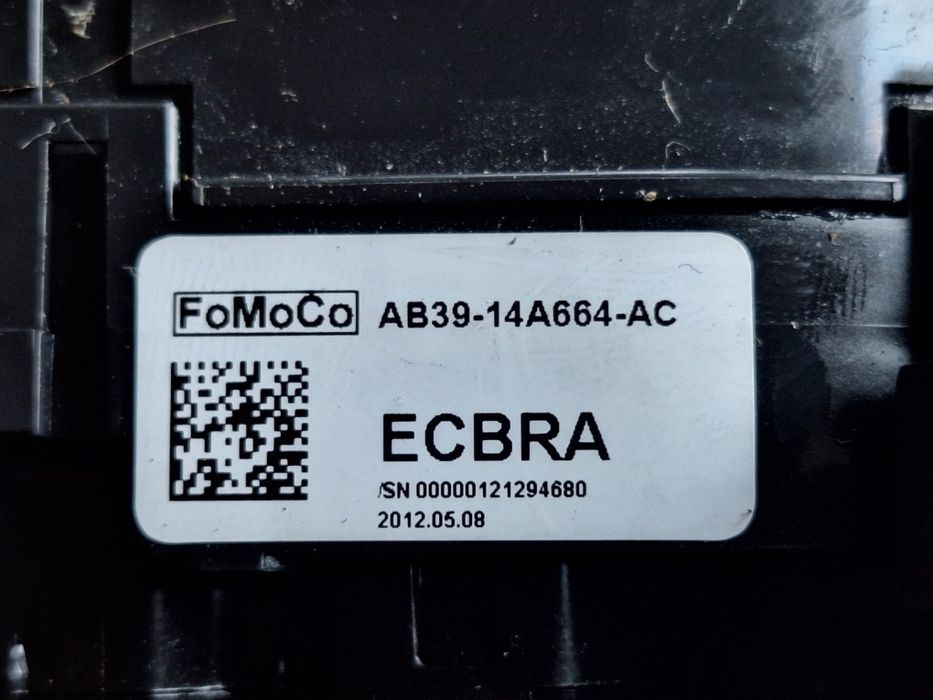 FoMoCo AB39-14A664-AC
ECBRA
/SN 00000121294680
2012.05.08